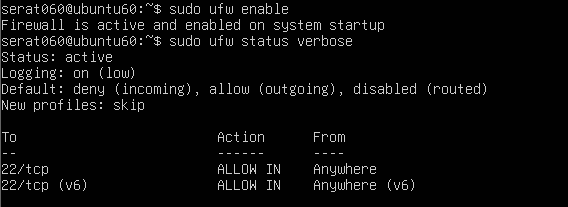 serat060@ubuntu60:~$ sudo ufw enable
Firewall is active and enabled on system startup
serat060@ubuntu60:~$ sudo ufw status verbose
Status: active
Logging: on (low)
Default: deny (incoming), allow (outgoing), disabled (routed)
New profiles: skip
To                         Action      From
--                         ------      ----
22/tcp                     ALLOW IN    Anywhere
22/tcp (v6)                ALLOW IN    Anywhere (v6)